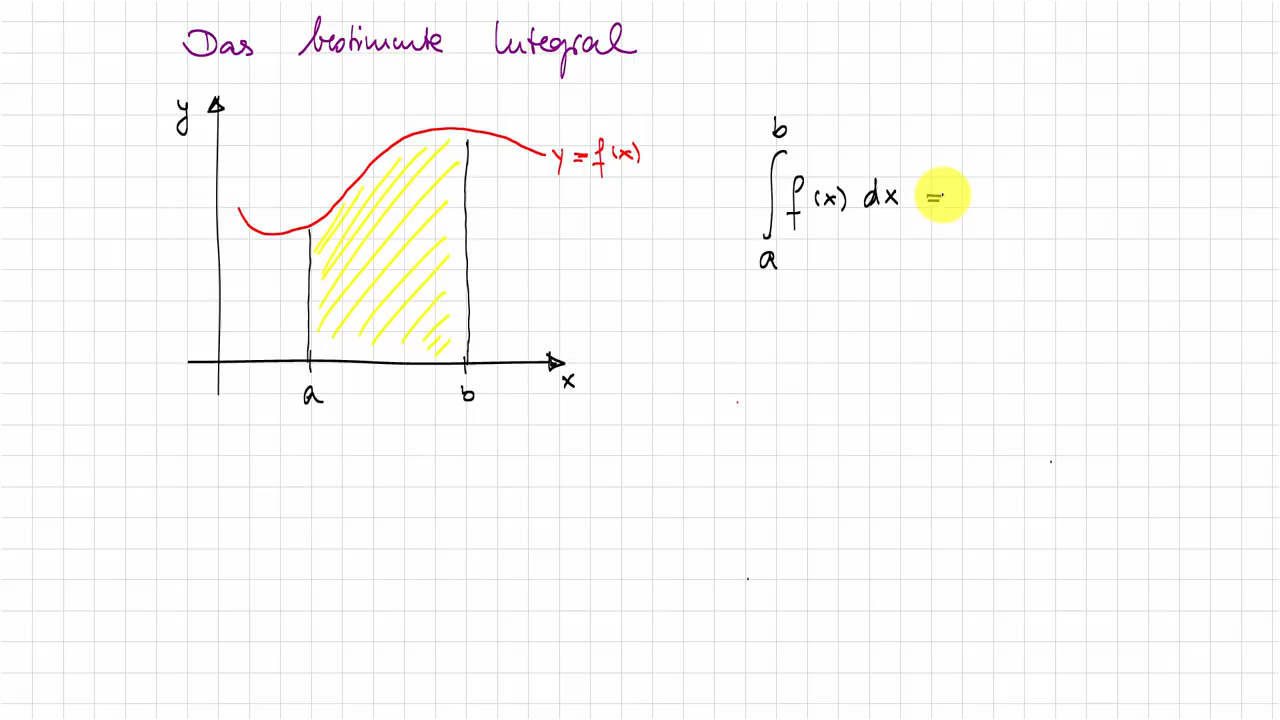 Das bestimmte Integral
y
y = f(x)
a
b
x
b
∫ f(x) dx =
a